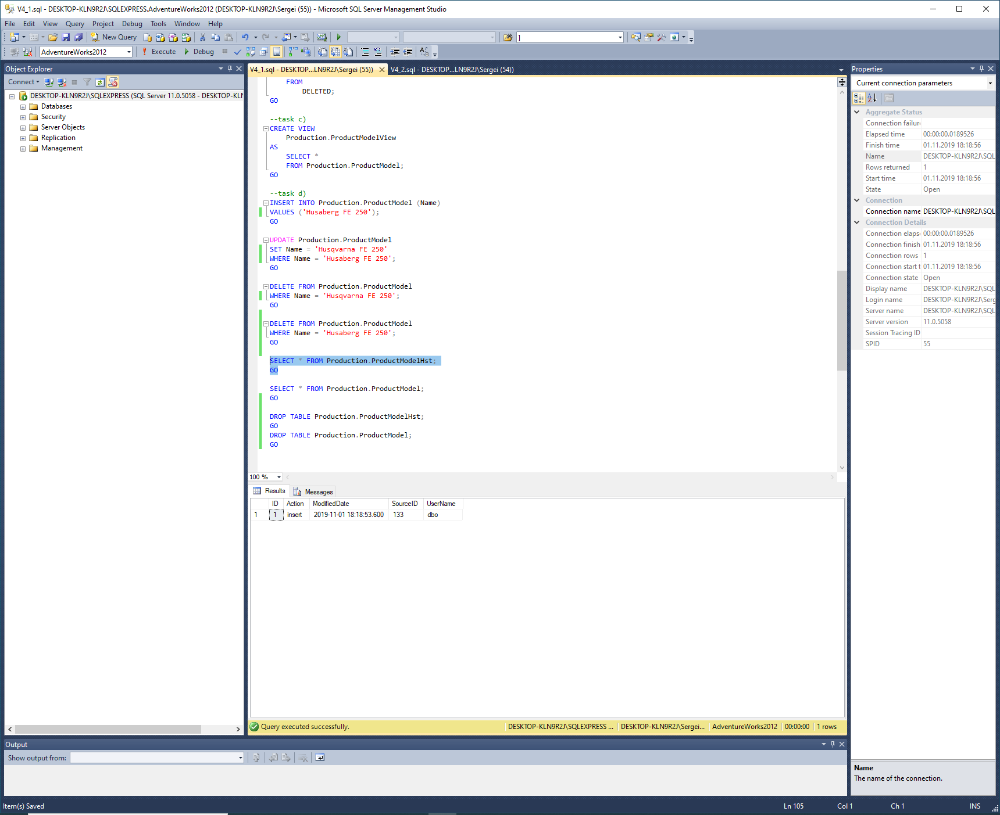 V4_1.sql - DESKTOP-KLN9R2J\SQLEXPRESS.AdventureWorks2012 (DESKTOP-KLN9R2J\Sergei (55)) - Microsoft SQL Server Management Studio
File Edit View Query Project Debug Tools Window Help
New Query ]
AdventureWorks2012 Execute Debug
Object Explorer
Connect
DESKTOP-KLN9R2J\SQLEXPRESS (SQL Server 11.0.5058 - DESKTOP-KLN
Databases
Security
Server Objects
Replication
Management
V4_1.sql - DESKTOP...LN9R2J\Sergei (55)) V4_2.sql - DESKTOP...LN9R2J\Sergei (54))
FROM
DELETED;
GO
--task c)
CREATE VIEW
Production.ProductModelView
AS
SELECT *
FROM Production.ProductModel;
GO
--task d)
INSERT INTO Production.ProductModel (Name)
VALUES ('Husaberg FE 250');
GO
UPDATE Production.ProductModel
SET Name = 'Husqvarna FE 250'
WHERE Name = 'Husaberg FE 250';
GO
DELETE FROM Production.ProductModel
WHERE Name = 'Husqvarna FE 250';
GO
DELETE FROM Production.ProductModel
WHERE Name = 'Husaberg FE 250';
GO
SELECT * FROM Production.ProductModelHst;
GO
SELECT * FROM Production.ProductModel;
GO
DROP TABLE Production.ProductModelHst;
GO
DROP TABLE Production.ProductModel;
GO
100 %
Results Messages
ID Action ModifiedDate SourceID UserName
1 1 insert 2019-11-01 18:18:53.600 133 dbo
Query executed successfully. DESKTOP-KLN9R2J\SQLEXPRESS ... DESKTOP-KLN9R2J\Sergei... AdventureWorks2012 00:00:00 1 rows
Properties
Current connection parameters
Aggregate Status
Connection failur
Elapsed time 00:00:00.0189526
Finish time 01.11.2019 18:18:56
Name DESKTOP-KLN9R2J\SQL
Rows returned 1
Start time 01.11.2019 18:18:56
State Open
Connection
Connection name DESKTOP-KLN9R2J\SQL
Connection Details
Connection elaps 00:00:00.0189526
Connection finish 01.11.2019 18:18:56
Connection rows 1
Connection start t 01.11.2019 18:18:56
Connection state Open
Display name DESKTOP-KLN9R2J\SQL
Login name DESKTOP-KLN9R2J\Serg
Server name DESKTOP-KLN9R2J\SQL
Server version 11.0.5058
Session Tracing ID
SPID 55
Name
The name of the connection.
Output
Show output from:
Item(s) Saved Ln 105 Col 1 Ch 1 INS